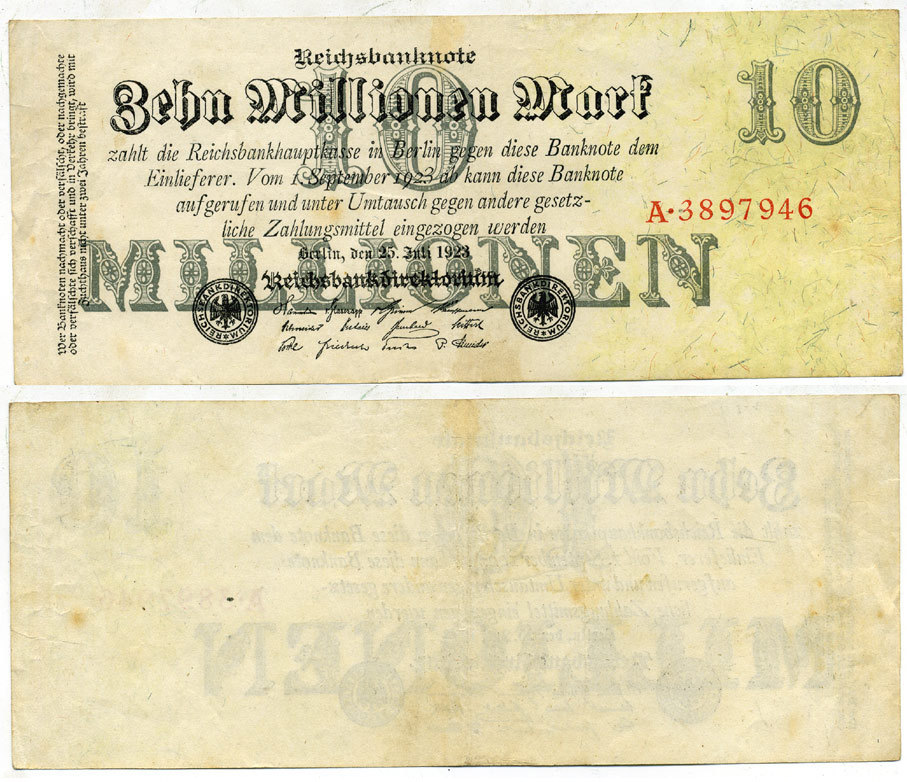 Reichsbanknote
Zehn Millionen Mark
10
10
zahlt die Reichsbankhauptkasse in Berlin gegen diese Banknote dem
Einlieferer. Vom 1. September 1923 ab kann diese Banknote
aufgerufen und unter Umtausch gegen andere gesetz-
liche Zahlungsmittel eingezogen werden
A·3897946
MILLIONEN
Berlin, den 25. Juli 1923
Reichsbankdirektorium
REICHSBANKDIREKTORIUM
REICHSBANKDIREKTORIUM
Wer Banknoten nachmacht oder verfälscht, oder nachgemachte
oder verfälschte sich verschafft und in Verkehr bringt, wird mit
Zuchthaus nicht unter zwei Jahren bestraft